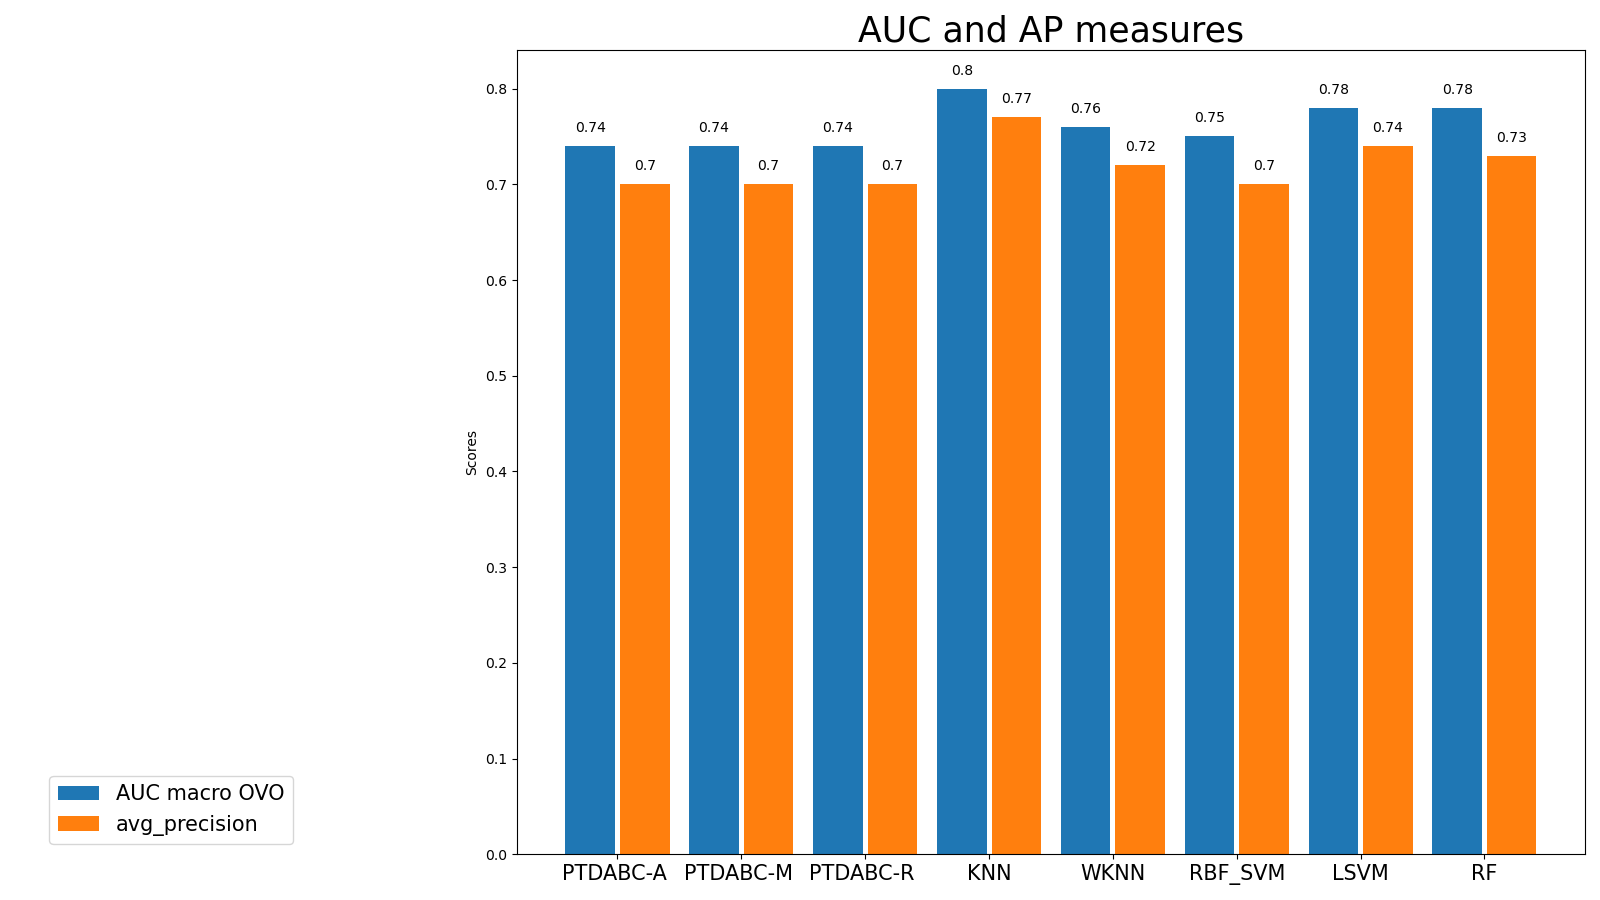 AUC and AP measures
0.74 0.7 0.74 0.7 0.74 0.7 0.8 0.77 0.76 0.72 0.75 0.7 0.78 0.74 0.78 0.73
Scores
0.8
0.7
0.6
0.5
0.4
0.3
0.2
0.1
0.0
PTDABC-A PTDABC-M PTDABC-R KNN WKNN RBF_SVM LSVM RF
AUC macro OVO
avg_precision